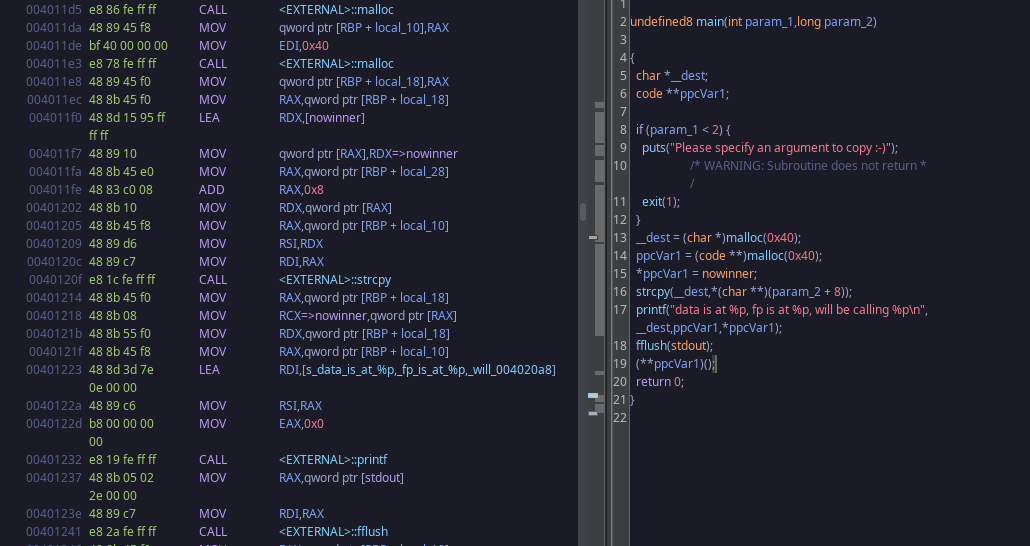 004011d5 e8 86 fe ff ff CALL <EXTERNAL>::malloc
004011da 48 89 45 f8 MOV qword ptr [RBP + local_10],RAX
004011de bf 40 00 00 00 MOV EDI,0x40
004011e3 e8 78 fe ff ff CALL <EXTERNAL>::malloc
004011e8 48 89 45 f0 MOV qword ptr [RBP + local_18],RAX
004011ec 48 8b 45 f0 MOV RAX,qword ptr [RBP + local_18]
004011f0 48 8d 15 95 ff LEA RDX,[nowinner]
ff ff
004011f7 48 89 10 MOV qword ptr [RAX],RDX=>nowinner
004011fa 48 8b 45 e0 MOV RAX,qword ptr [RBP + local_28]
004011fe 48 83 c0 08 ADD RAX,0x8
00401202 48 8b 10 MOV RDX,qword ptr [RAX]
00401205 48 8b 45 f8 MOV RAX,qword ptr [RBP + local_10]
00401209 48 89 d6 MOV RSI,RDX
0040120c 48 89 c7 MOV RDI,RAX
0040120f e8 1c fe ff ff CALL <EXTERNAL>::strcpy
00401214 48 8b 45 f0 MOV RAX,qword ptr [RBP + local_18]
00401218 48 8b 08 MOV RCX=>nowinner,qword ptr [RAX]
0040121b 48 8b 55 f0 MOV RDX,qword ptr [RBP + local_18]
0040121f 48 8b 45 f8 MOV RAX,qword ptr [RBP + local_10]
00401223 48 8d 3d 7e LEA RDI,[s_data_is_at_%p,_fp_is_at_%p,_will_004020a8]
0e 00 00
0040122a 48 89 c6 MOV RSI,RAX
0040122d b8 00 00 00 MOV EAX,0x0
00
00401232 e8 19 fe ff ff CALL <EXTERNAL>::printf
00401237 48 8b 05 02 MOV RAX,qword ptr [stdout]
2e 00 00
0040123e 48 89 c7 MOV RDI,RAX
00401241 e8 2a fe ff ff CALL <EXTERNAL>::fflush
1
2 undefined8 main(int param_1,long param_2)
3
4 {
5 char *__dest;
6 code **ppcVar1;
7
8 if (param_1 < 2) {
9 puts("Please specify an argument to copy :-)");
10 /* WARNING: Subroutine does not return *
/
11 exit(1);
12 }
13 __dest = (char *)malloc(0x40);
14 ppcVar1 = (code **)malloc(0x40);
15 *ppcVar1 = nowinner;
16 strcpy(__dest,*(char **)(param_2 + 8));
17 printf("data is at %p, fp is at %p, will be calling %p\n",
__dest,ppcVar1,*ppcVar1);
18 fflush(stdout);
19 (**ppcVar1)();
20 return 0;
21 }
22